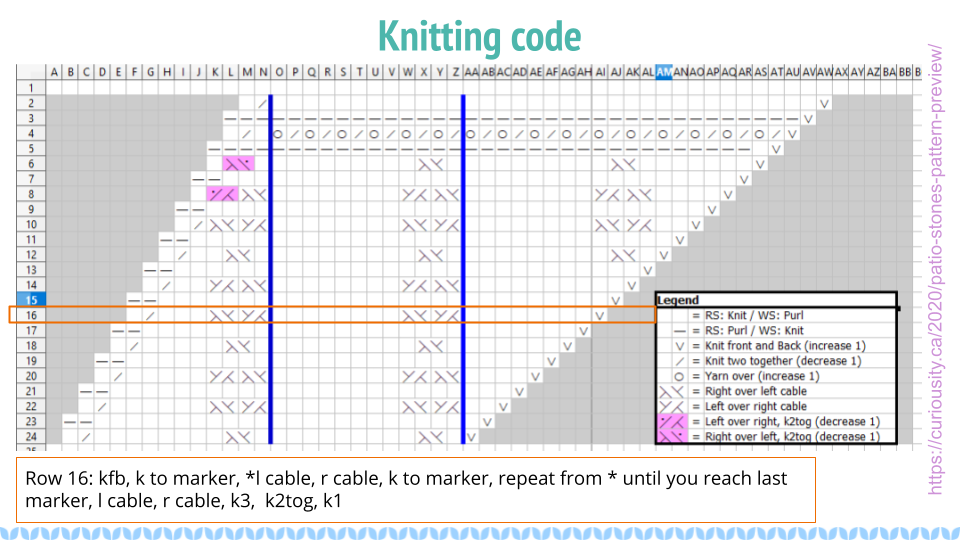 Knitting code
A B C D E F G H I J K L M N O P Q R S T U V W X Y Z AA AB AC AD AE AF AG AH AI AJ AK AL AM AN AO AP AQ AR AS AT AU AV AW AX AY AZ BA BB B
1
2
3
4
5
6
7
8
9
10
11
12
13
14
15
16
17
18
19
20
21
22
23
24
Legend
= RS: Knit / WS: Purl
= RS: Purl / WS: Knit
= Knit front and Back (increase 1)
= Knit two together (decrease 1)
= Yarn over (increase 1)
= Right over left cable
= Left over right cable
= Left over right, k2tog (decrease 1)
= Right over left, k2tog (decrease 1)
Row 16: kfb, k to marker, *l cable, r cable, k to marker, repeat from * until you reach last
marker, l cable, r cable, k3,  k2tog, k1
https://curiousity.ca/2020/patio-stones-pattern-preview/